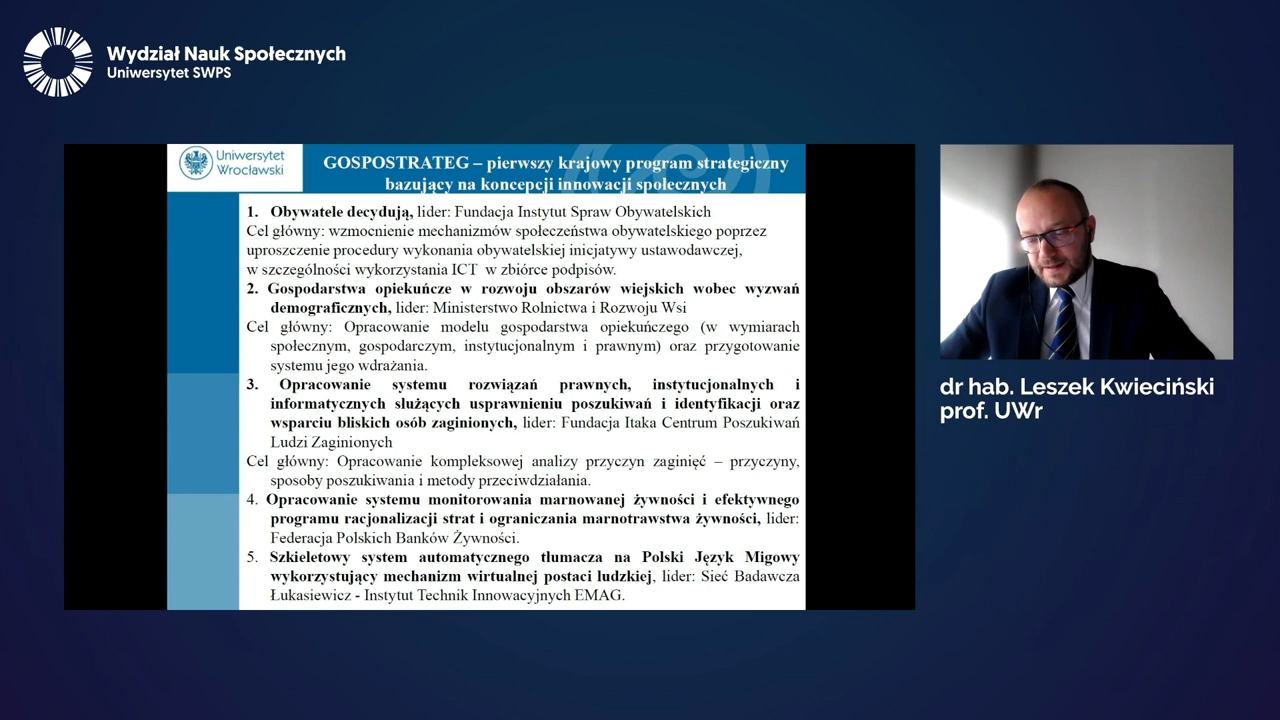 Wydział Nauk Społecznych
Uniwersytet SWPS
Uniwersytet
Wrocławski
GOSPOSTRATEG – pierwszy krajowy program strategiczny
bazujący na koncepcji innowacji społecznych
1. Obywatele decydują, lider: Fundacja Instytut Spraw Obywatelskich
Cel główny: wzmocnienie mechanizmów społeczeństwa obywatelskiego poprzez
uproszczenie procedury wykonania obywatelskiej inicjatywy ustawodawczej,
w szczególności wykorzystania ICT w zbiórce podpisów.
2. Gospodarstwa opiekuńcze w rozwoju obszarów wiejskich wobec wyzwań
demograficznych, lider: Ministerstwo Rolnictwa i Rozwoju Wsi
Cel główny: Opracowanie modelu gospodarstwa opiekuńczego (w wymiarach
społecznym, gospodarczym, instytucjonalnym i prawnym) oraz przygotowanie
systemu jego wdrażania.
3. Opracowanie systemu rozwiązań prawnych, instytucjonalnych i
informatycznych służących usprawnieniu poszukiwań i identyfikacji oraz
wsparciu bliskich osób zaginionych, lider: Fundacja Itaka Centrum Poszukiwań
Ludzi Zaginionych
Cel główny: Opracowanie kompleksowej analizy przyczyn zaginięć – przyczyny,
sposoby poszukiwania i metody przeciwdziałania.
4. Opracowanie systemu monitorowania marnowanej żywności i efektywnego
programu racjonalizacji strat i ograniczania marnotrawstwa żywności, lider:
Federacja Polskich Banków Żywności.
5. Szkieletowy system automatycznego tłumacza na Polski Język Migowy
wykorzystujący mechanizm wirtualnej postaci ludzkiej, lider: Sieć Badawcza
Łukasiewicz - Instytut Technik Innowacyjnych EMAG.
dr hab. Leszek Kwieciński
prof. UWr